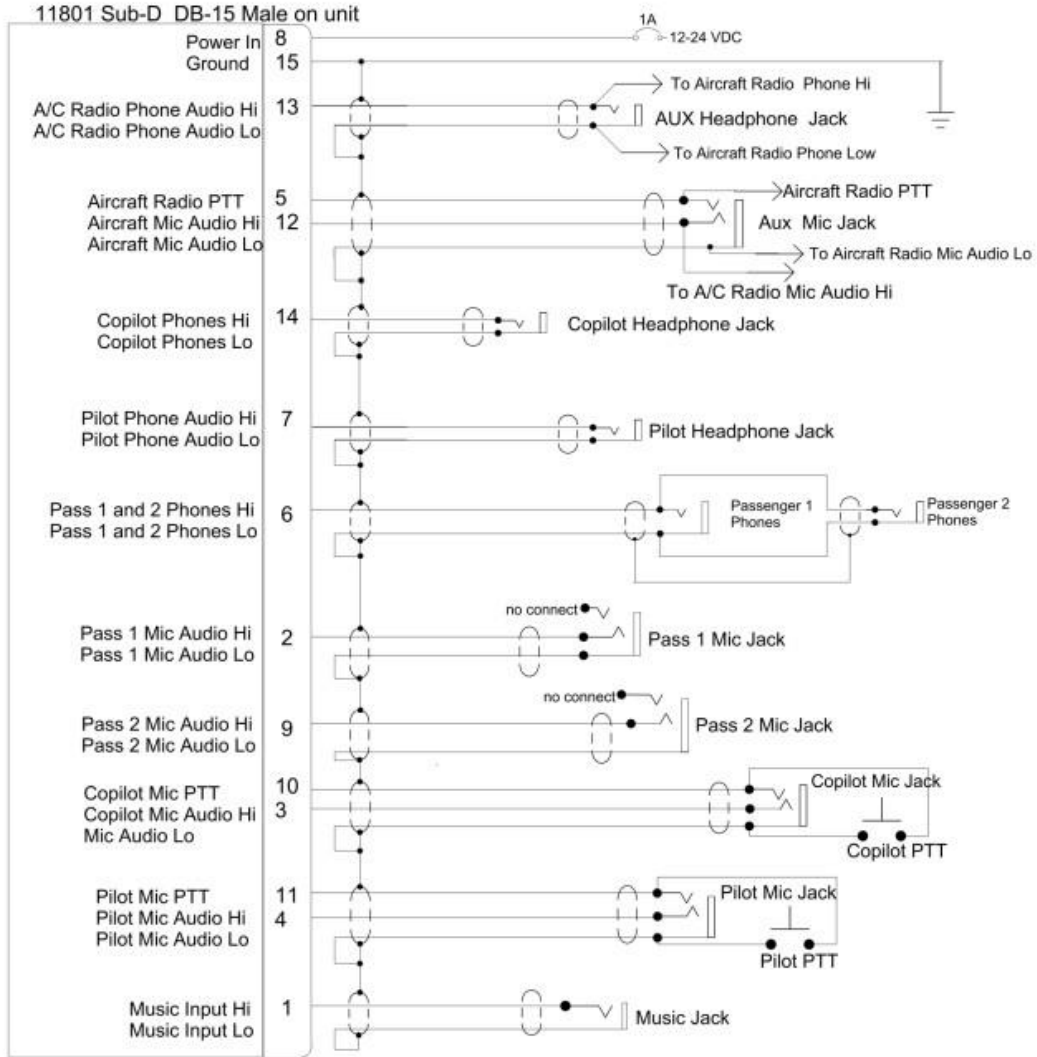 11801 Sub-D DB-15 Male on unit
Power In 8 1A 12-24 VDC
Ground 15
To Aircraft Radio Phone Hi
A/C Radio Phone Audio Hi 13
AUX Headphone Jack
A/C Radio Phone Audio Lo
To Aircraft Radio Phone Low
Aircraft Radio PTT 5 Aircraft Radio PTT
Aircraft Mic Audio Hi 12 Aux Mic Jack
Aircraft Mic Audio Lo
To Aircraft Radio Mic Audio Lo
To A/C Radio Mic Audio Hi
Copilot Phones Hi 14 Copilot Headphone Jack
Copilot Phones Lo
Pilot Phone Audio Hi 7
Pilot Phone Audio Lo Pilot Headphone Jack
Pass 1 and 2 Phones Hi 6 Passenger 1 Passenger 2
Phones Phones
Pass 1 and 2 Phones Lo
no connect
Pass 1 Mic Audio Hi 2 Pass 1 Mic Jack
Pass 1 Mic Audio Lo
no connect
Pass 2 Mic Audio Hi 9 Pass 2 Mic Jack
Pass 2 Mic Audio Lo
Copilot Mic PTT 10 Copilot Mic Jack
Copilot Mic Audio Hi 3
Mic Audio Lo
Copilot PTT
Pilot Mic PTT 11 Pilot Mic Jack
Pilot Mic Audio Hi 4
Pilot Mic Audio Lo
Pilot PTT
Music Input Hi 1 Music Jack
Music Input Lo